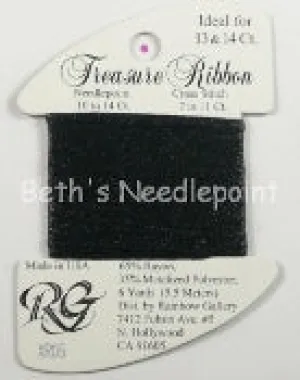 Ideal for
13 & 14 Ct.
Treasure Ribbon
Needlepoint
10 to 14 Ct.
Cross Stitch
7 to 11 Ct.
Beth's Needlepoint
Made in USA
65% Rayon,
35% Metalized Polyester,
6 Yards (5.5 Meters)
Dist. by Rainbow Gallery
7412 Fulton Ave. #5
N. Hollywood
CA 91605
RG